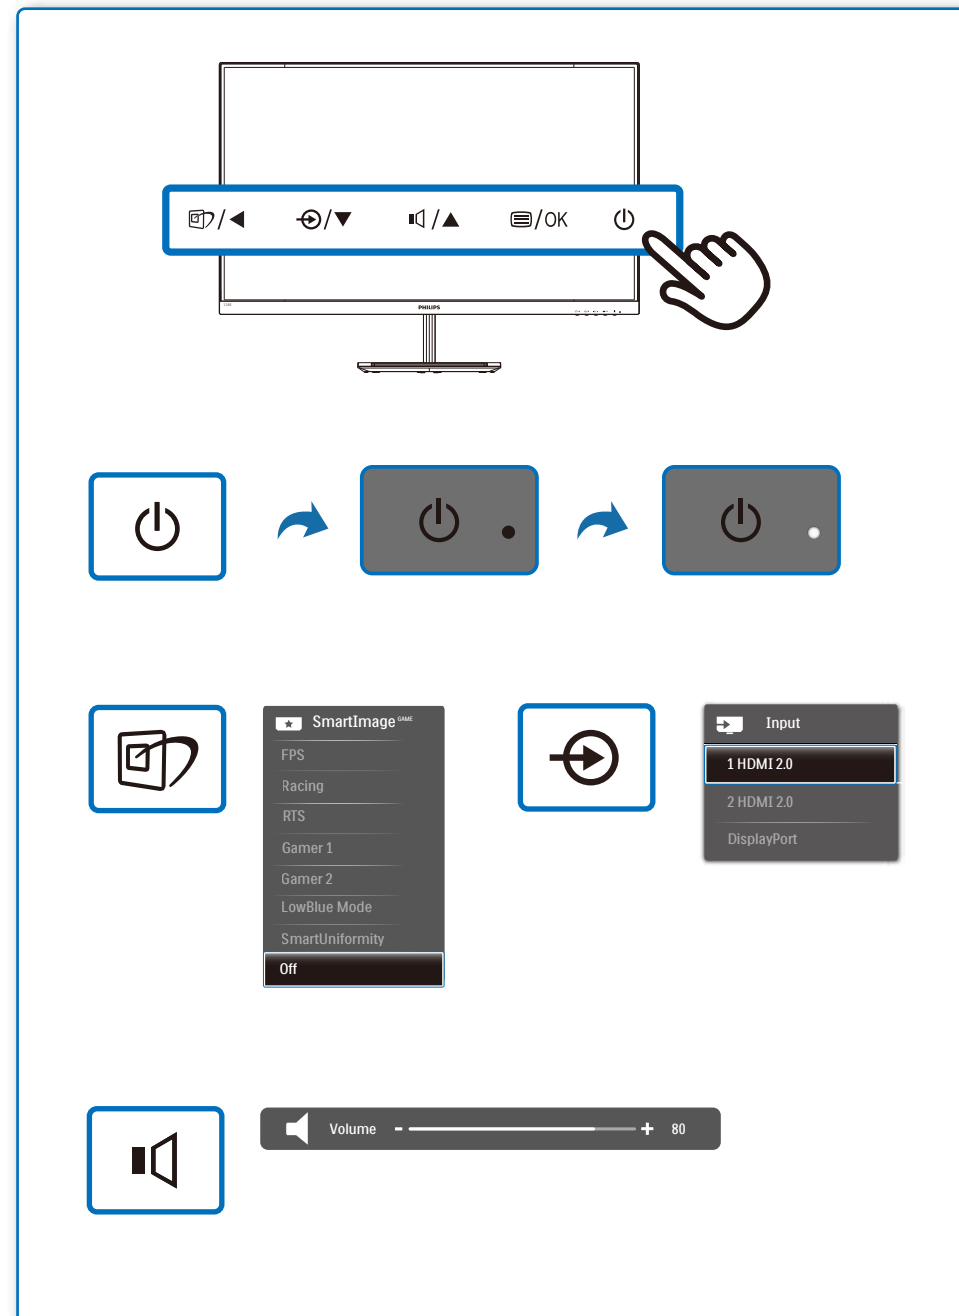 /OK
PHILIPS
SmartImage GAME
FPS
Racing
RTS
Gamer 1
Gamer 2
LowBlue Mode
SmartUniformity
Off
Input
1 HDMI 2.0
2 HDMI 2.0
DisplayPort
Volume - + 80